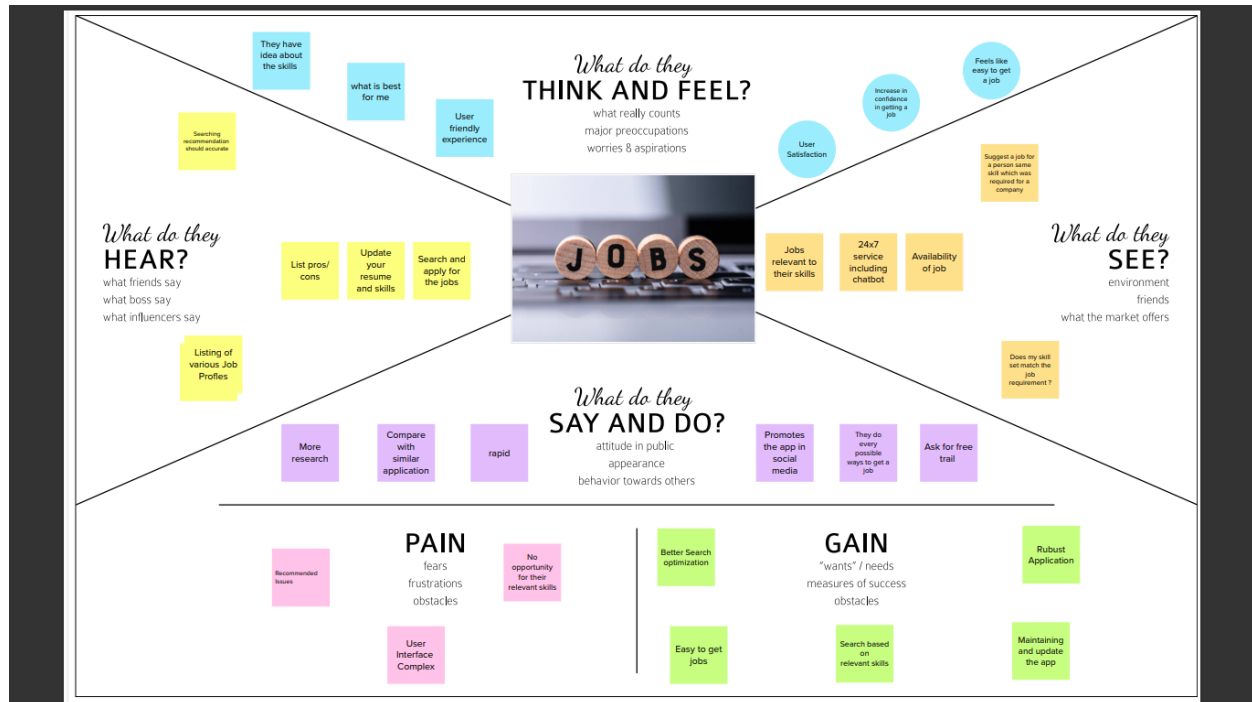 They have
idea about
the skills
what is best
for me
User
friendly
experience
What do they
THINK AND FEEL?
what really counts
major preoccupations
worries & aspirations
User
Satisfaction
Increase in
confidence
in getting a
job
Feels like
easy to get
a job
Searching
recommendation
should accurate
What do they
HEAR?
what friends say
what boss say
what influencers say
List pros/
cons
Update
your
resume
and skills
Search and
apply for
the jobs
Listing of
various Job
Profles
JOBS
Suggest a job for
a person same
skill which was
required for a
company
Jobs
relevant to
their skills
24x7
service
including
chatbot
Availability
of job
What do they
SEE?
environment
friends
what the market offers
Does my skill
set match the
job
requirement ?
What do they
SAY AND DO?
attitude in public
appearance
behavior towards others
More
research
Compare
with
similar
application
rapid
Promotes
the app in
social
media
They do
every
possible
ways to get a
job
Ask for free
trail
PAIN
fears
frustrations
obstacles
Recommended
Issues
No
opportunity
for their
relevant skills
User
Interface
Complex
GAIN
"wants" / needs
measures of success
obstacles
Better Search
optimization
Rubust
Application
Easy to get
jobs
Search based
on
relevant skills
Maintaining
and update
the app